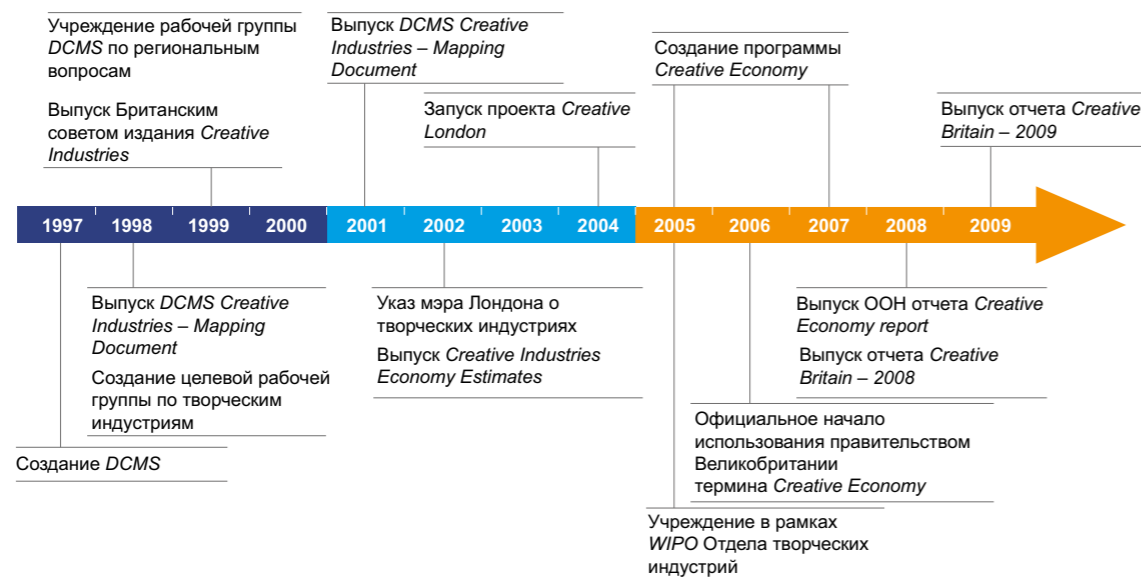 Учреждение рабочей группы
DCMS по региональным
вопросам
Выпуск Британским
советом издания Creative
Industries
Выпуск DCMS Creative
Industries – Mapping
Document
Запуск проекта Creative
London
Создание программы
Creative Economy
Выпуск отчета Creative
Britain – 2009
1997 1998 1999 2000 2001 2002 2003 2004 2005 2006 2007 2008 2009
Выпуск DCMS Creative
Industries – Mapping
Document
Создание целевой рабочей
группы по творческим
индустриям
Создание DCMS
Указ мэра Лондона о
творческих индустриях
Выпуск Creative Industries
Economy Estimates
Выпуск ООН отчета Creative
Economy report
Выпуск отчета Creative
Britain – 2008
Официальное начало
использования правительством
Великобритании
термина Creative Economy
Учреждение в рамках
WIPO Отдела творческих
индустрий